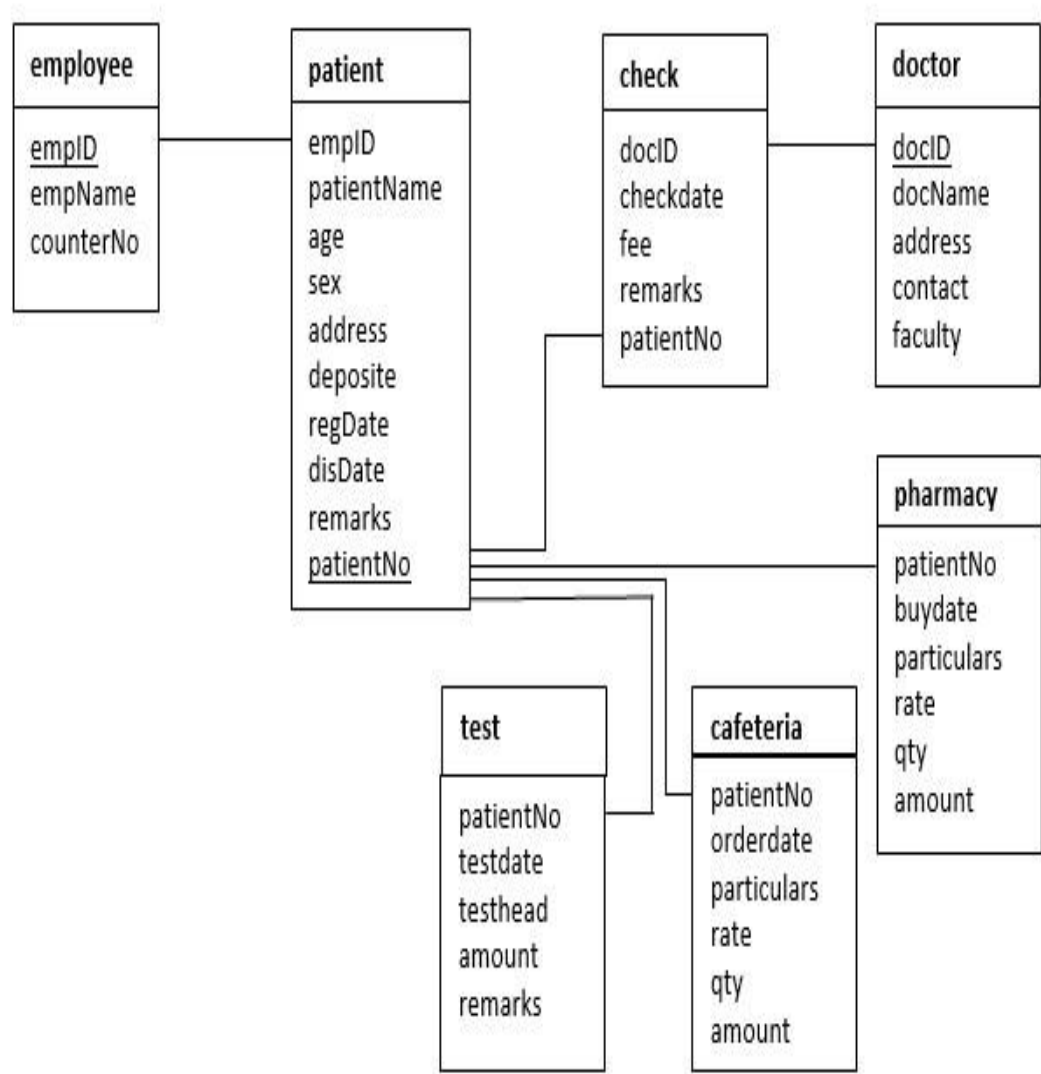 employee
empID
empName
counterNo
patient
empID
patientName
age
sex
address
deposite
regDate
disDate
remarks
patientNo
check
docID
checkdate
fee
remarks
patientNo
doctor
docID
docName
address
contact
faculty
pharmacy
patientNo
buydate
particulars
rate
qty
amount
test
patientNo
testdate
testhead
amount
remarks
cafeteria
patientNo
orderdate
particulars
rate
qty
amount